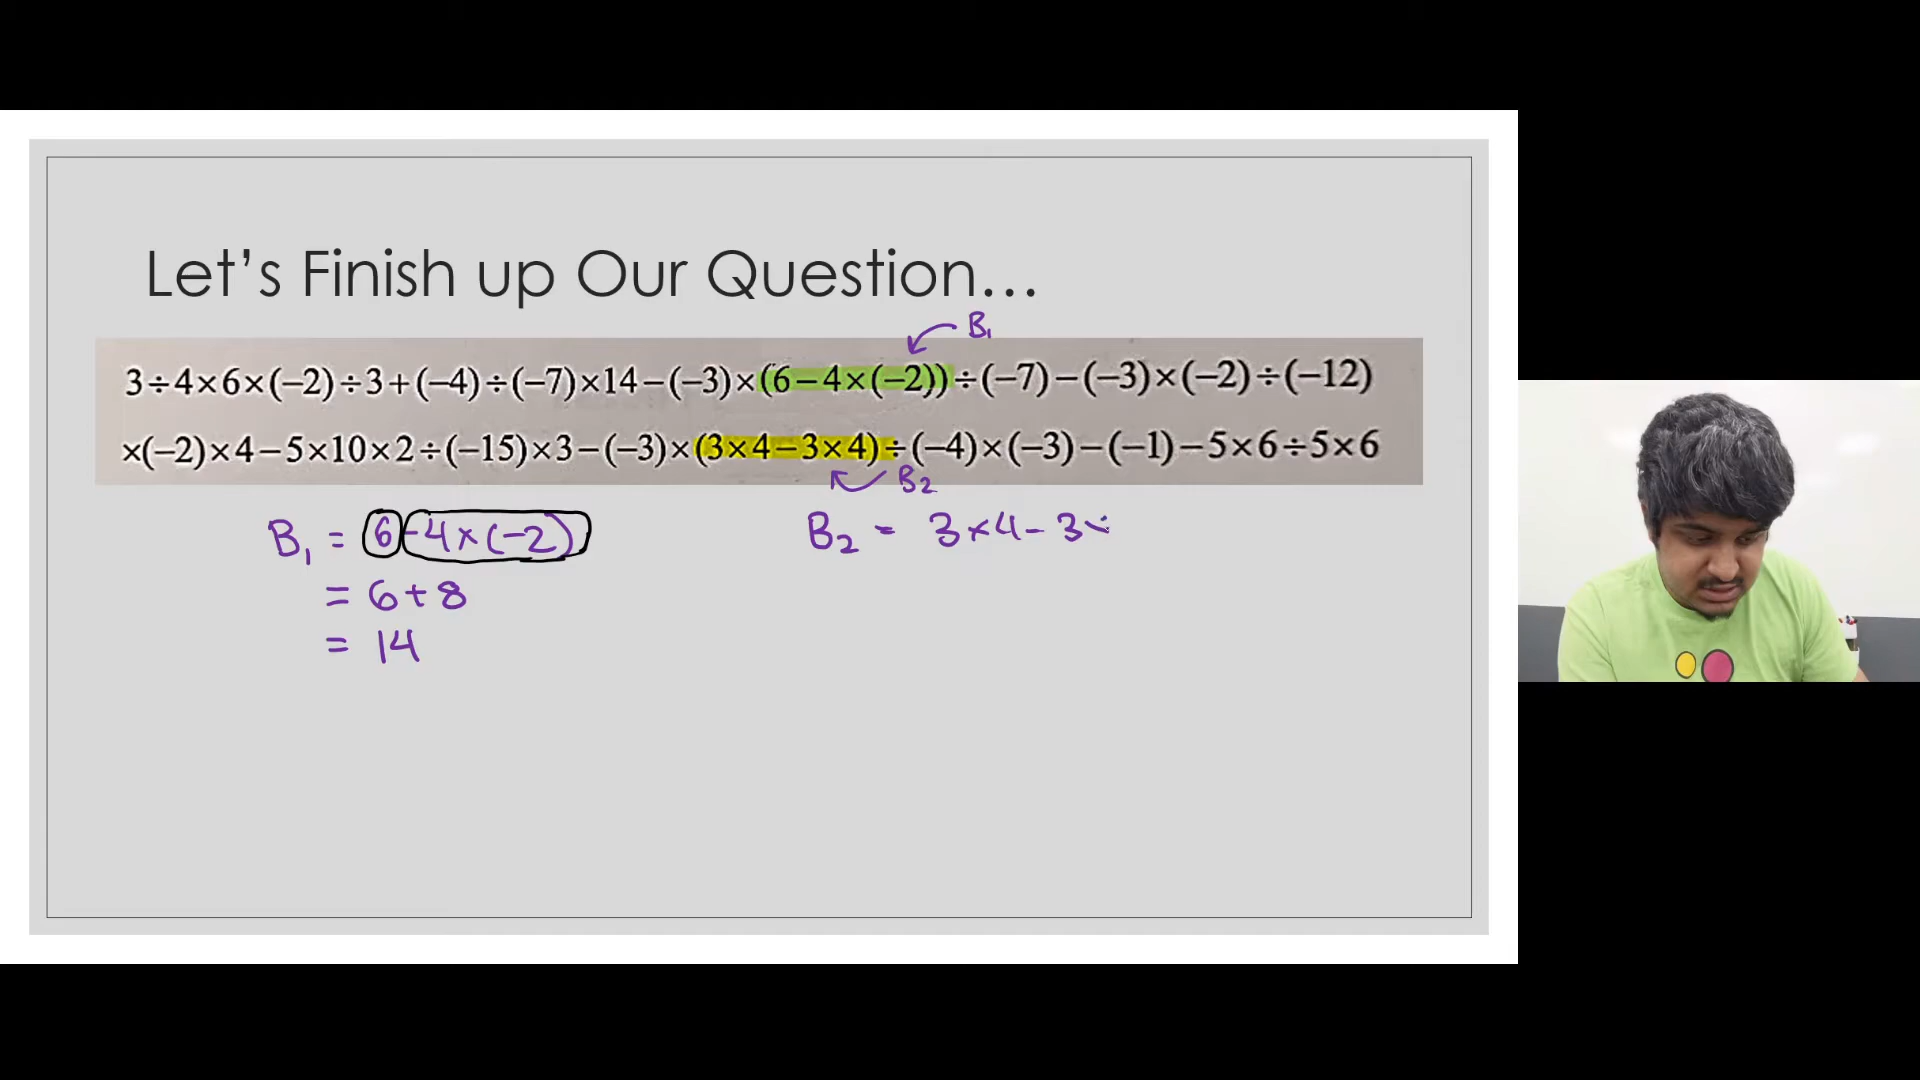 Let's Finish up Our Question…
B₁
3÷4×6×(−2)÷3+(−4)÷(−7)×14−(−3)×(6−4×(−2))÷(−7)−(−3)×(−2)÷(−12)
×(−2)×4−5×10×2÷(−15)×3−(−3)×(3×4−3×4)÷(−4)×(−3)−(−1)−5×6÷5×6
B₂
B₁ = 6-4×(-2)
= 6+8
= 14
B₂ = 3×4-3×